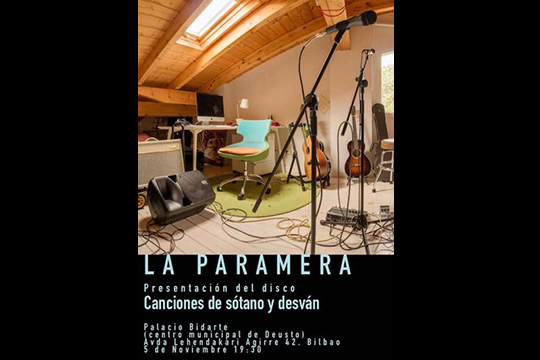 LA PARAMERA
Presentación del disco
Canciones de sótano y desván
Palacio Bidarte
(centro municipal de Deusto)
Avda Lehendakari Agirre 42. Bilbao
5 de Noviembre 19:30